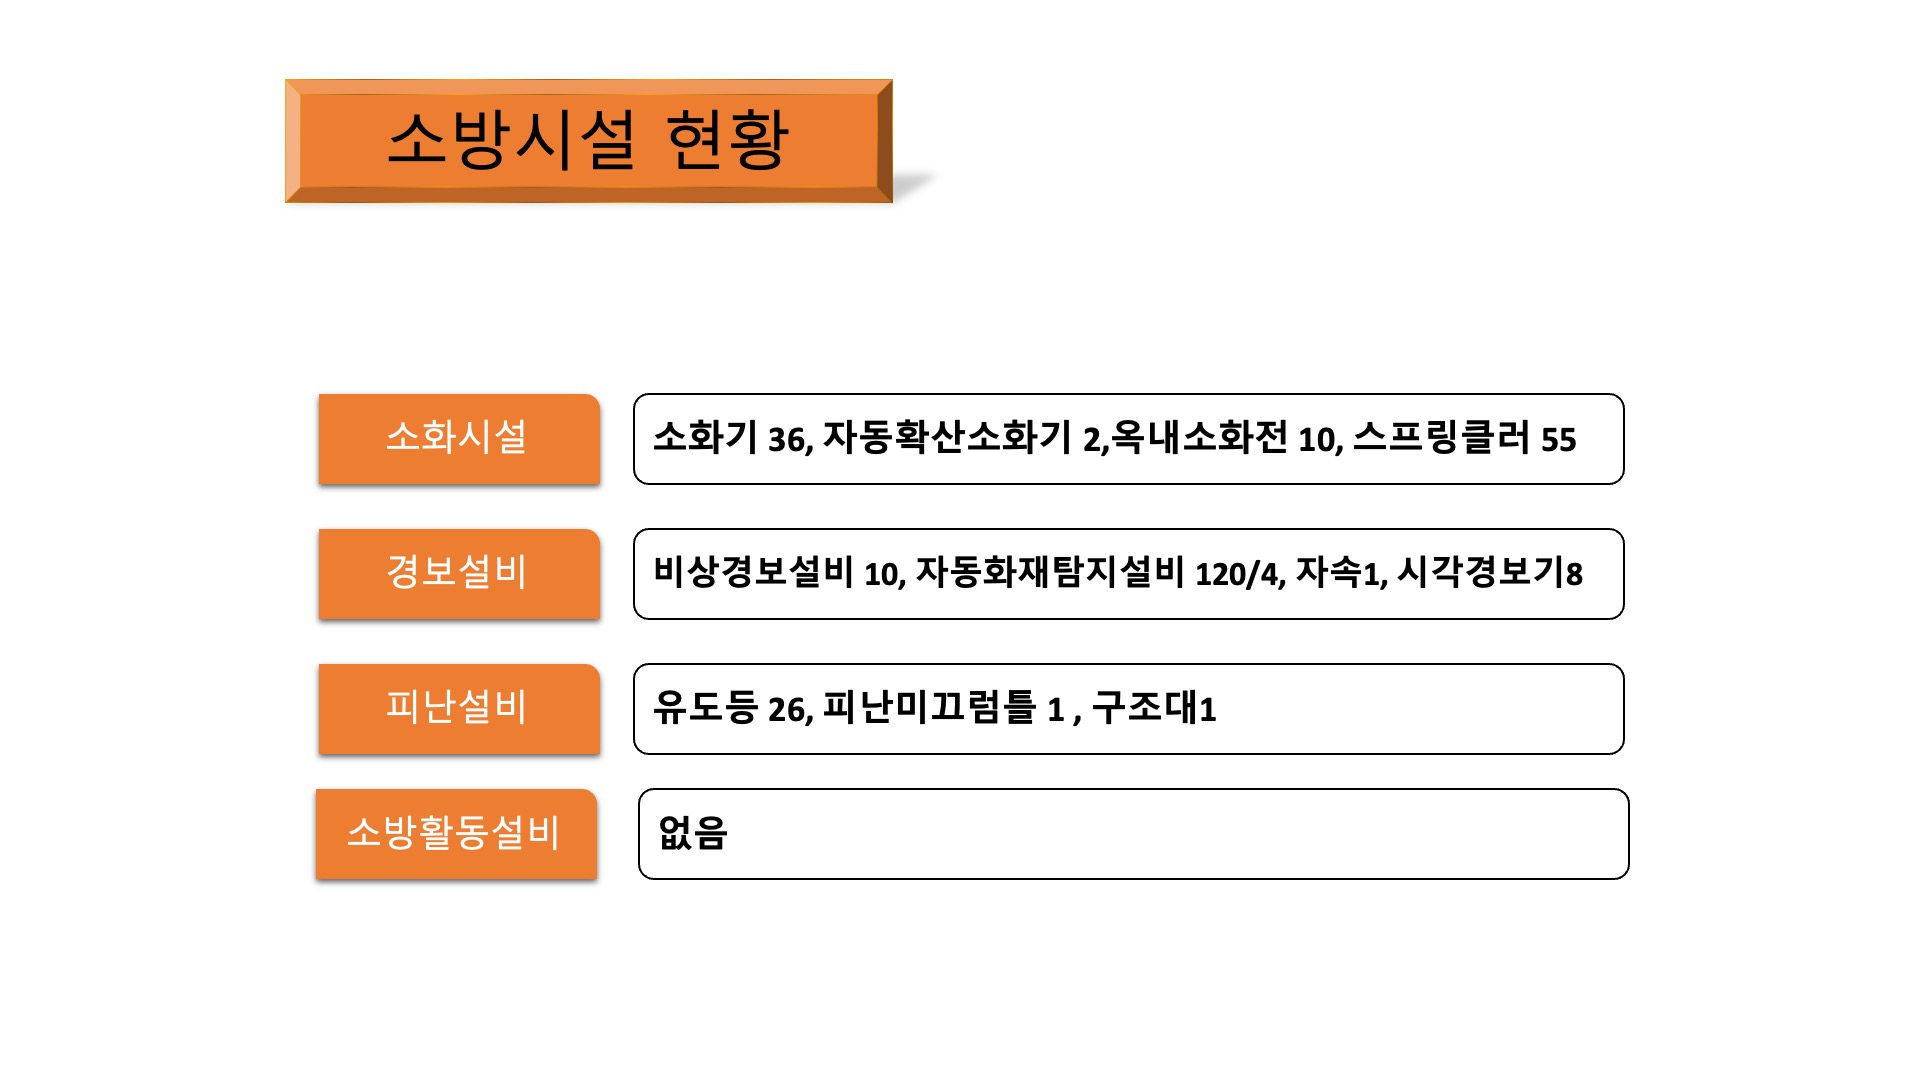 소방시설 현황
소화시설
소화기 36, 자동확산소화기 2,옥내소화전 10, 스프링클러 55
경보설비
비상경보설비 10, 자동화재탐지설비 120/4, 자속1, 시각경보기8
피난설비
유도등 26, 피난미끄럼틀 1 , 구조대1
소방활동설비
없음